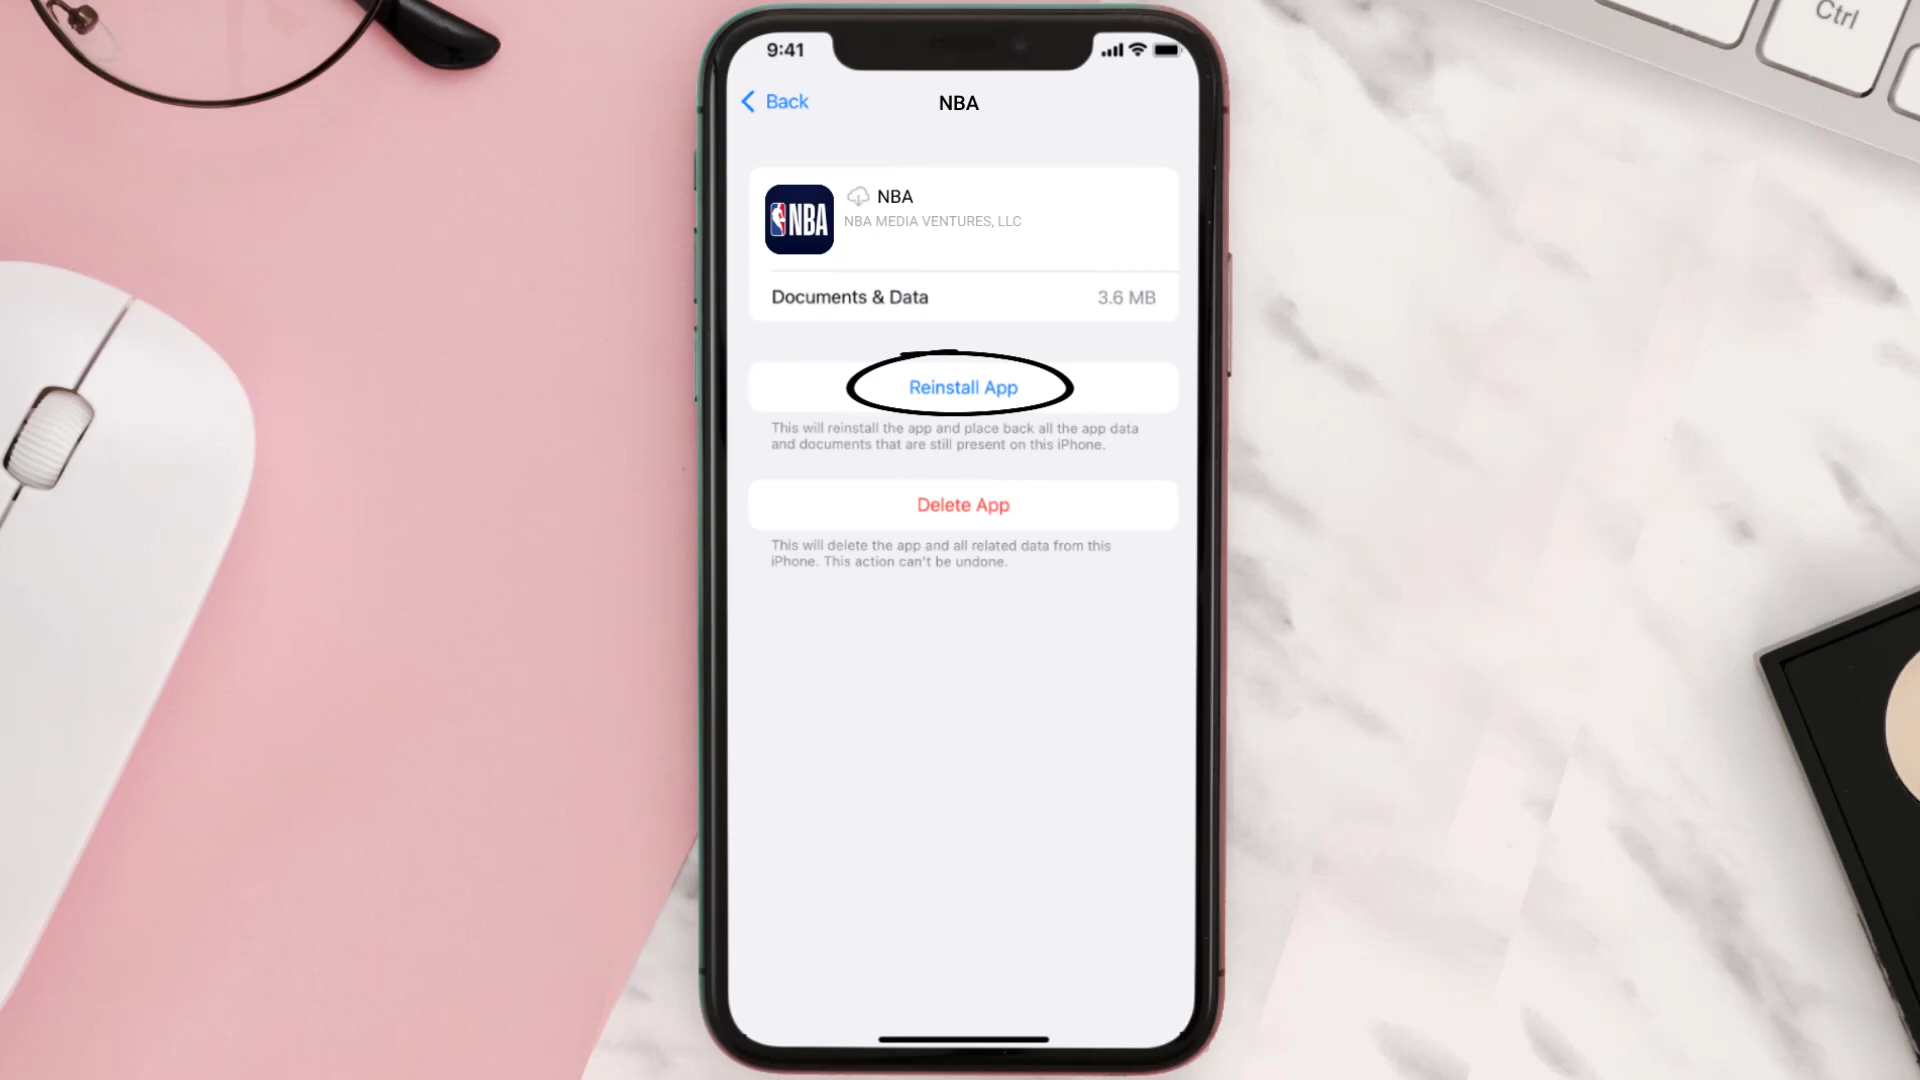 Ctrl
9:41
Back
NBA
NBA
NBA
NBA MEDIA VENTURES, LLC
Documents & Data
3.6 MB
Reinstall App
This will reinstall the app and place back all the app data
and documents that are still present on this iPhone.
Delete App
This will delete the app and all related data from this
iPhone. This action can't be undone.